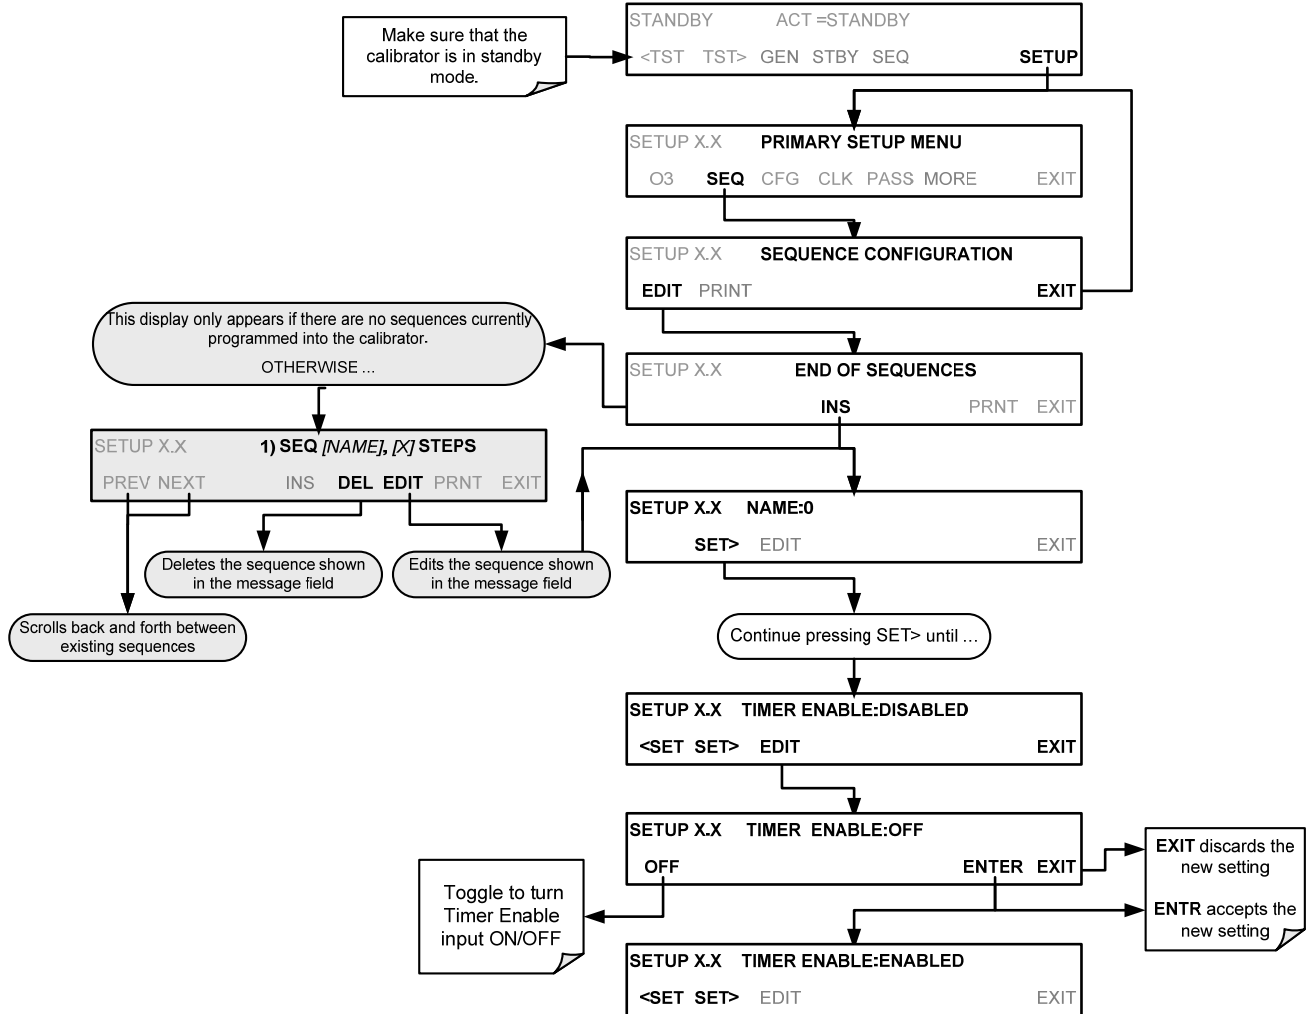 Make sure that the
calibrator is in standby
mode.
STANDBY ACT =STANDBY
<TST TST> GEN STBY SEQ SETUP
SETUP X.X PRIMARY SETUP MENU
O3 SEQ CFG CLK PASS MORE EXIT
SETUP X.X SEQUENCE CONFIGURATION
EDIT PRINT EXIT
This display only appears if there are no sequences currently
programmed into the calibrator.
OTHERWISE ...
SETUP X.X END OF SEQUENCES
INS PRNT EXIT
SETUP X.X 1) SEQ [NAME], [X] STEPS
PREV NEXT INS DEL EDIT PRNT EXIT
Deletes the sequence shown
in the message field
Edits the sequence shown
in the message field
Scrolls back and forth between
existing sequences
SETUP X.X NAME:0
SET> EDIT EXIT
Continue pressing SET> until ...
SETUP X.X TIMER ENABLE:DISABLED
<SET SET> EDIT EXIT
SETUP X.X TIMER ENABLE:OFF
OFF ENTER EXIT
EXIT discards the
new setting
ENTR accepts the
new setting
Toggle to turn
Timer Enable
input ON/OFF
SETUP X.X TIMER ENABLE:ENABLED
<SET SET> EDIT EXIT